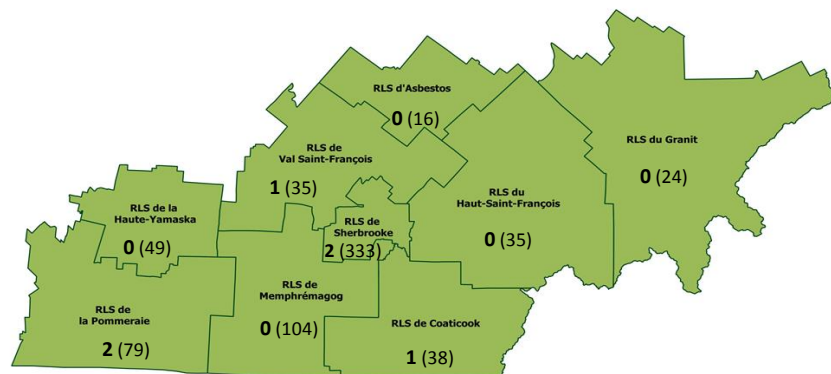 RLS d'Asbestos
0 (16)
RLS du Granit
0 (24)
RLS de
Val Saint-François
1 (35)
RLS du
Haut-Saint-François
0 (35)
RLS de la
Haute-Yamaska
0 (49)
RLS de
Sherbrooke
2 (333)
RLS de
Memphrémagog
0 (104)
RLS de
la Pommeraie
2 (79)
RLS de Coaticook
1 (38)